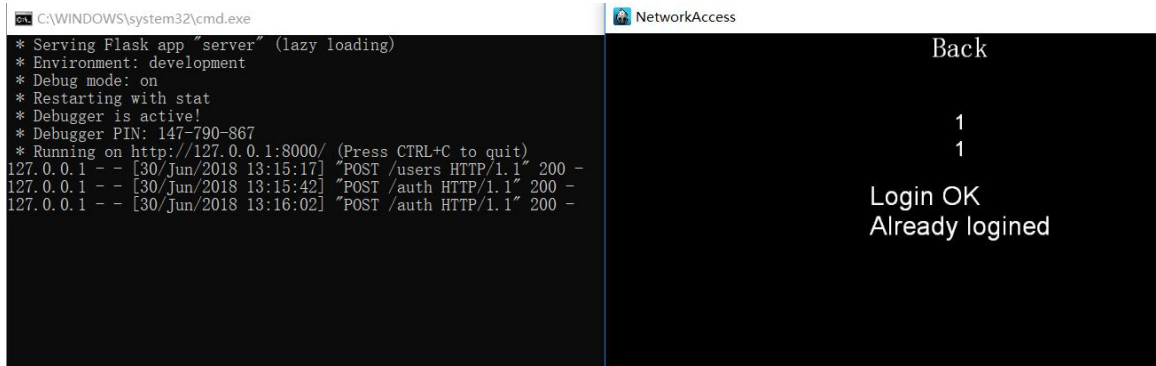 C:\WINDOWS\system32\cmd.exe
* Serving Flask app "server" (lazy loading)
* Environment: development
* Debug mode: on
* Restarting with stat
* Debugger is active!
* Debugger PIN: 147-790-867
* Running on http://127.0.0.1:8000/ (Press CTRL+C to quit)
127.0.0.1 - - [30/Jun/2018 13:15:17] "POST /users HTTP/1.1" 200 -
127.0.0.1 - - [30/Jun/2018 13:15:42] "POST /auth HTTP/1.1" 200 -
127.0.0.1 - - [30/Jun/2018 13:16:02] "POST /auth HTTP/1.1" 200 -
NetworkAccess
Back
1
1
Login OK
Already logined